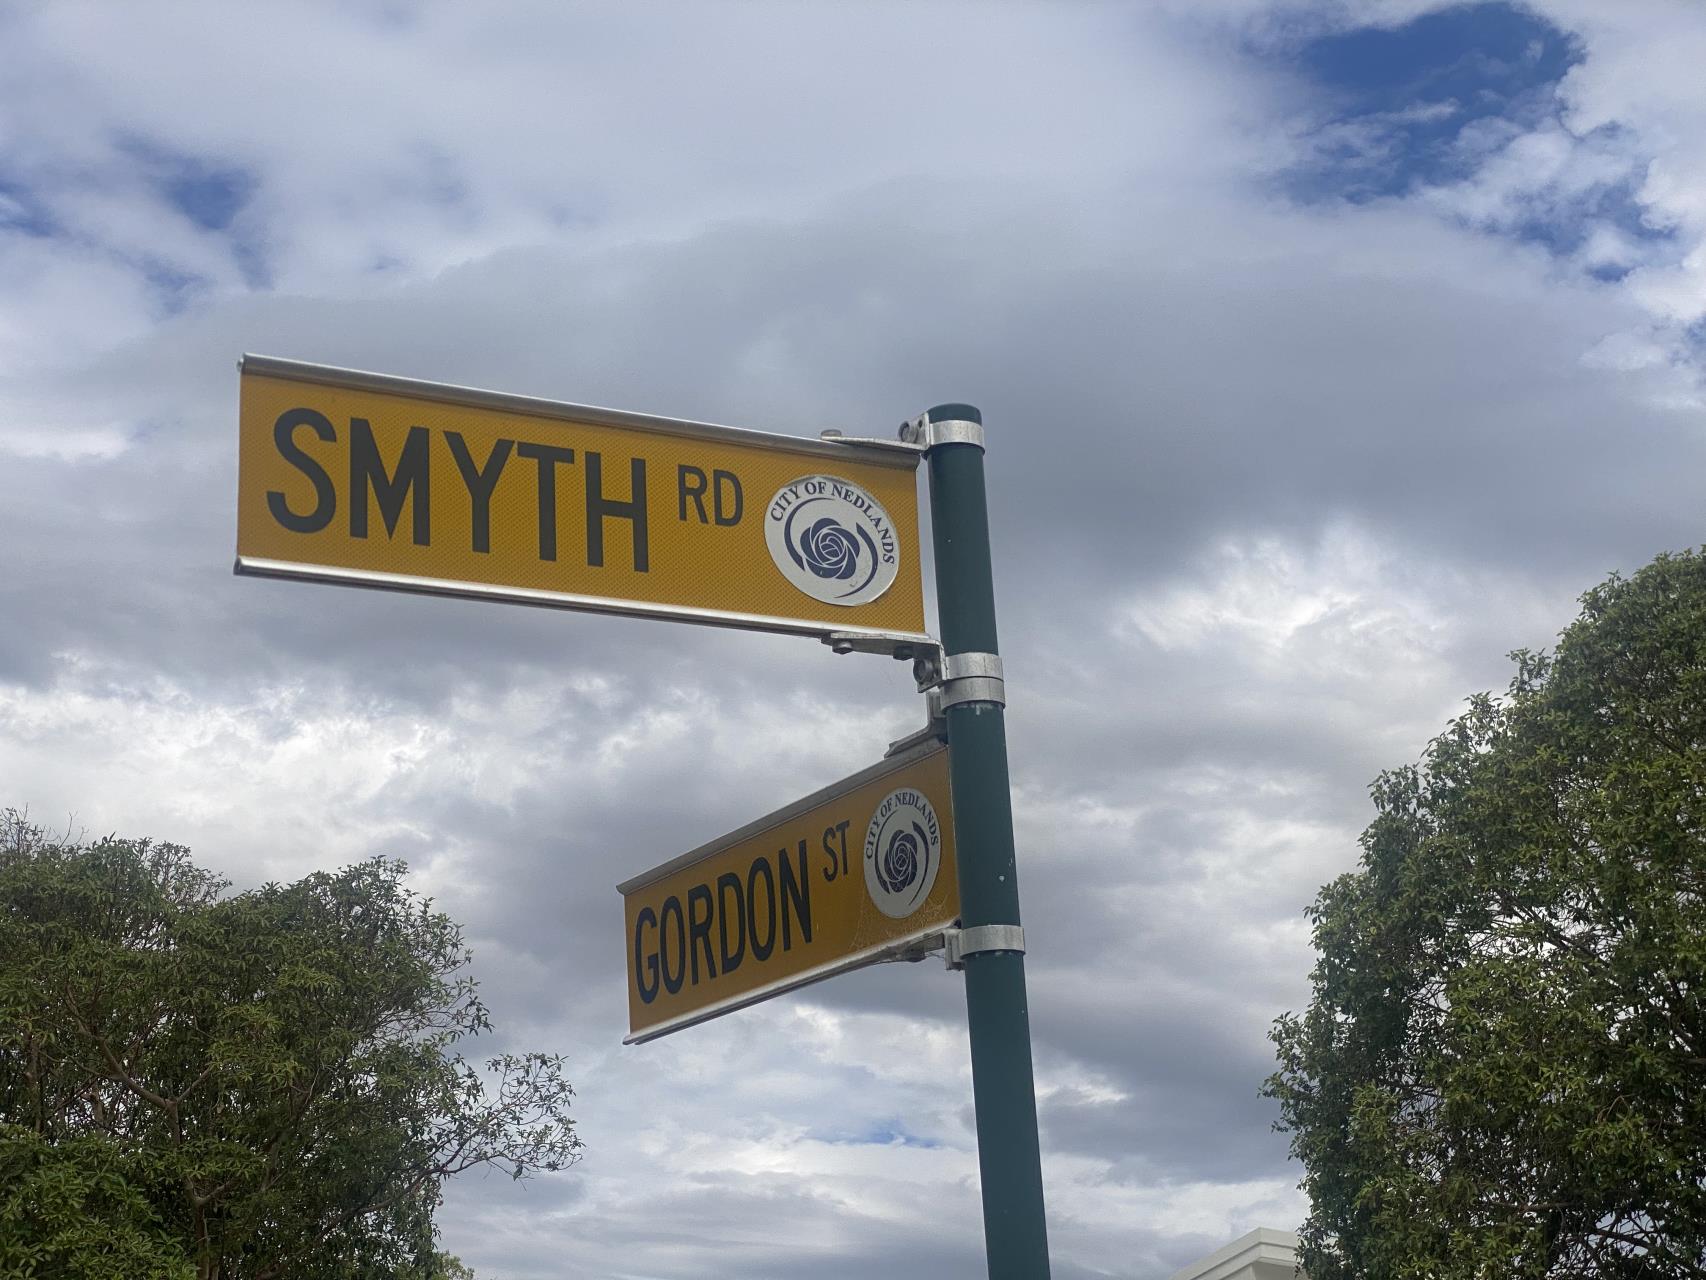 SMYTH RD
CITY OF NEDLANDS
GORDON ST
CITY OF NEDLANDS